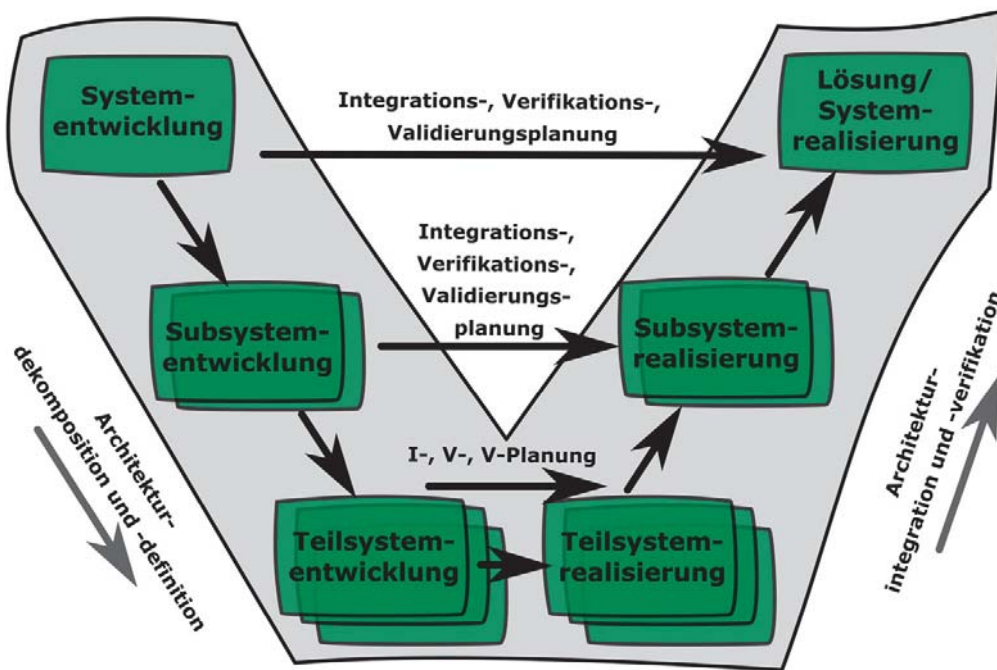 System-
entwicklung
Integrations-, Verifikations-,
Validierungsplanung
Lösung/
System-
realisierung
Integrations-,
Verifikations-,
Validierungs-
planung
Subsystem-
entwicklung
Subsystem-
realisierung
Architektur-
dekomposition und -definition
I-, V-, V-Planung
Architektur-
integration und -verifikation
Teilsystem-
entwicklung
Teilsystem-
realisierung